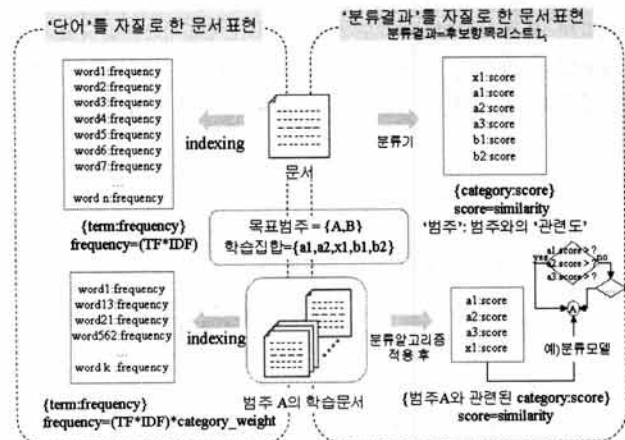 '단어'를 자질로 한 문서표현
'분류결과'를 자질로 한 문서표현
분류결과=후보항목리스트L_i
word1:frequency
word2:frequency
word3:frequency
word4:frequency
word5:frequency
word6:frequency
word7:frequency
...
word n:frequency
indexing
문서
분류기
x1:score
a1:score
a2:score
a3:score
b1:score
b2:score
{term:frequency}
frequency=(TF*IDF)
{category:score}
score=similarity
'범주': 범주와의 '관련도'
목표범주 = {A,B}
학습집합={a1,a2,x1,b1,b2}
word1:frequency
word13:frequency
word21:frequency
word562:frequency
...
word k :frequency
indexing
범주 A의 학습문서
분류알고리즘
적용 후
a1:score
a2:score
a3:score
x1:score
a1.score > ?
yes a2.score > ? no
a3.score > ?
...
A
예)분류모델
{term:frequency}
frequency=(TF*IDF)*category_weight
{범주A와 관련된 category:score}
score=similarity